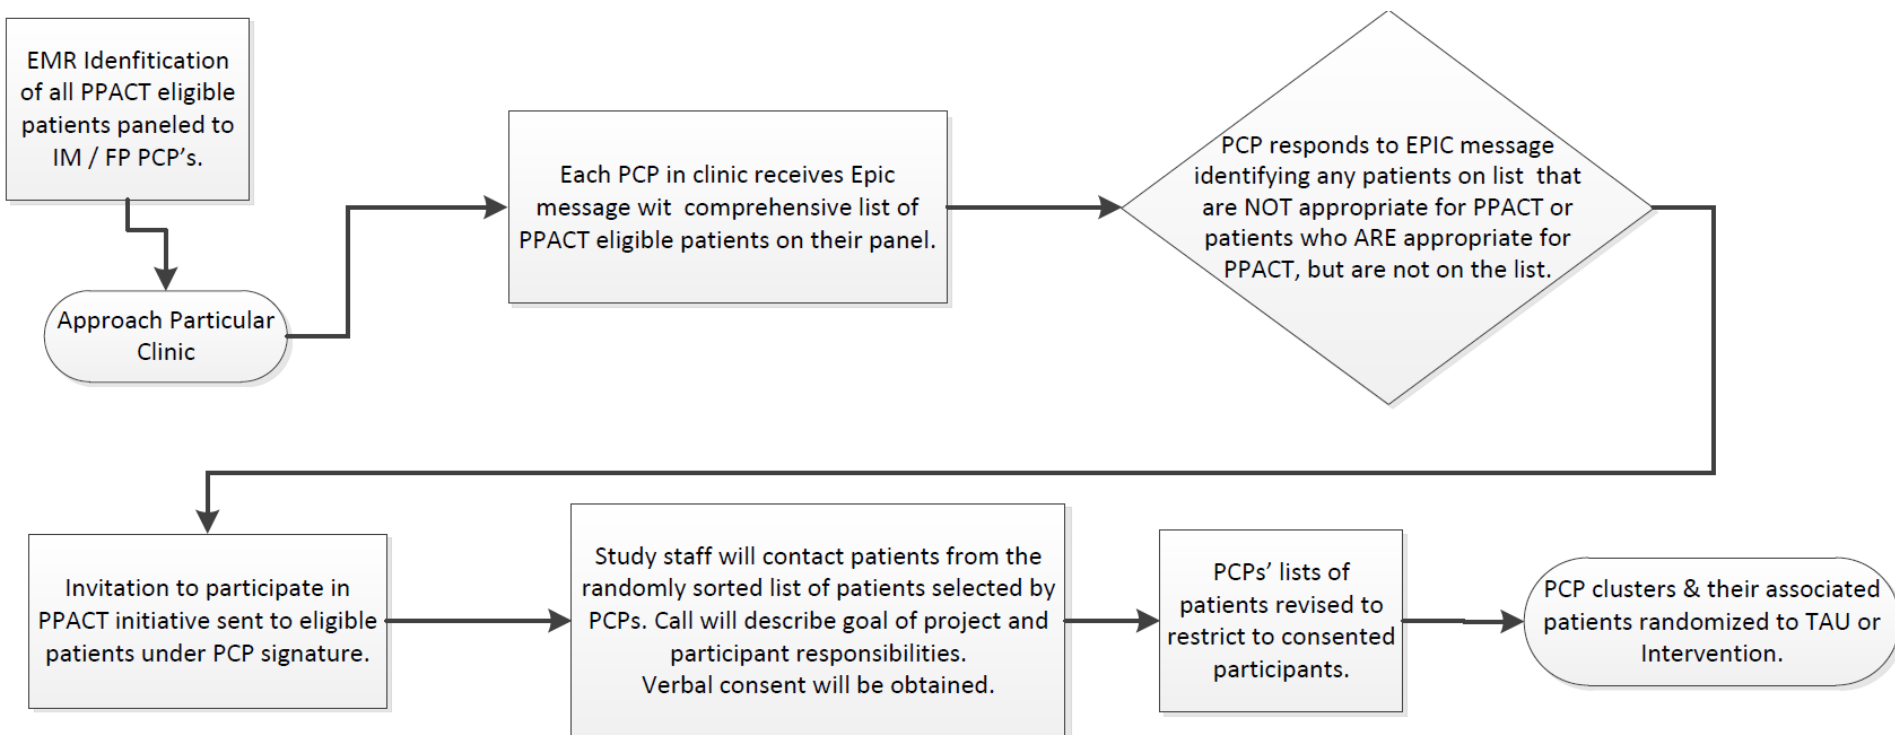 EMR Idenfitication
of all PPACT eligible
patients paneled to
IM / FP PCP's.
Approach Particular
Clinic
Each PCP in clinic receives Epic
message wit  comprehensive list of
PPACT eligible patients on their panel.
PCP responds to EPIC message
identifying any patients on list  that
are NOT appropriate for PPACT or
patients who ARE appropriate for
PPACT, but are not on the list.
Invitation to participate in
PPACT initiative sent to eligible
patients under PCP signature.
Study staff will contact patients from the
randomly sorted list of patients selected by
PCPs. Call will describe goal of project and
participant responsibilities.
Verbal consent will be obtained.
PCPs’ lists of
patients revised to
restrict to consented
participants.
PCP clusters & their associated
patients randomized to TAU or
Intervention.